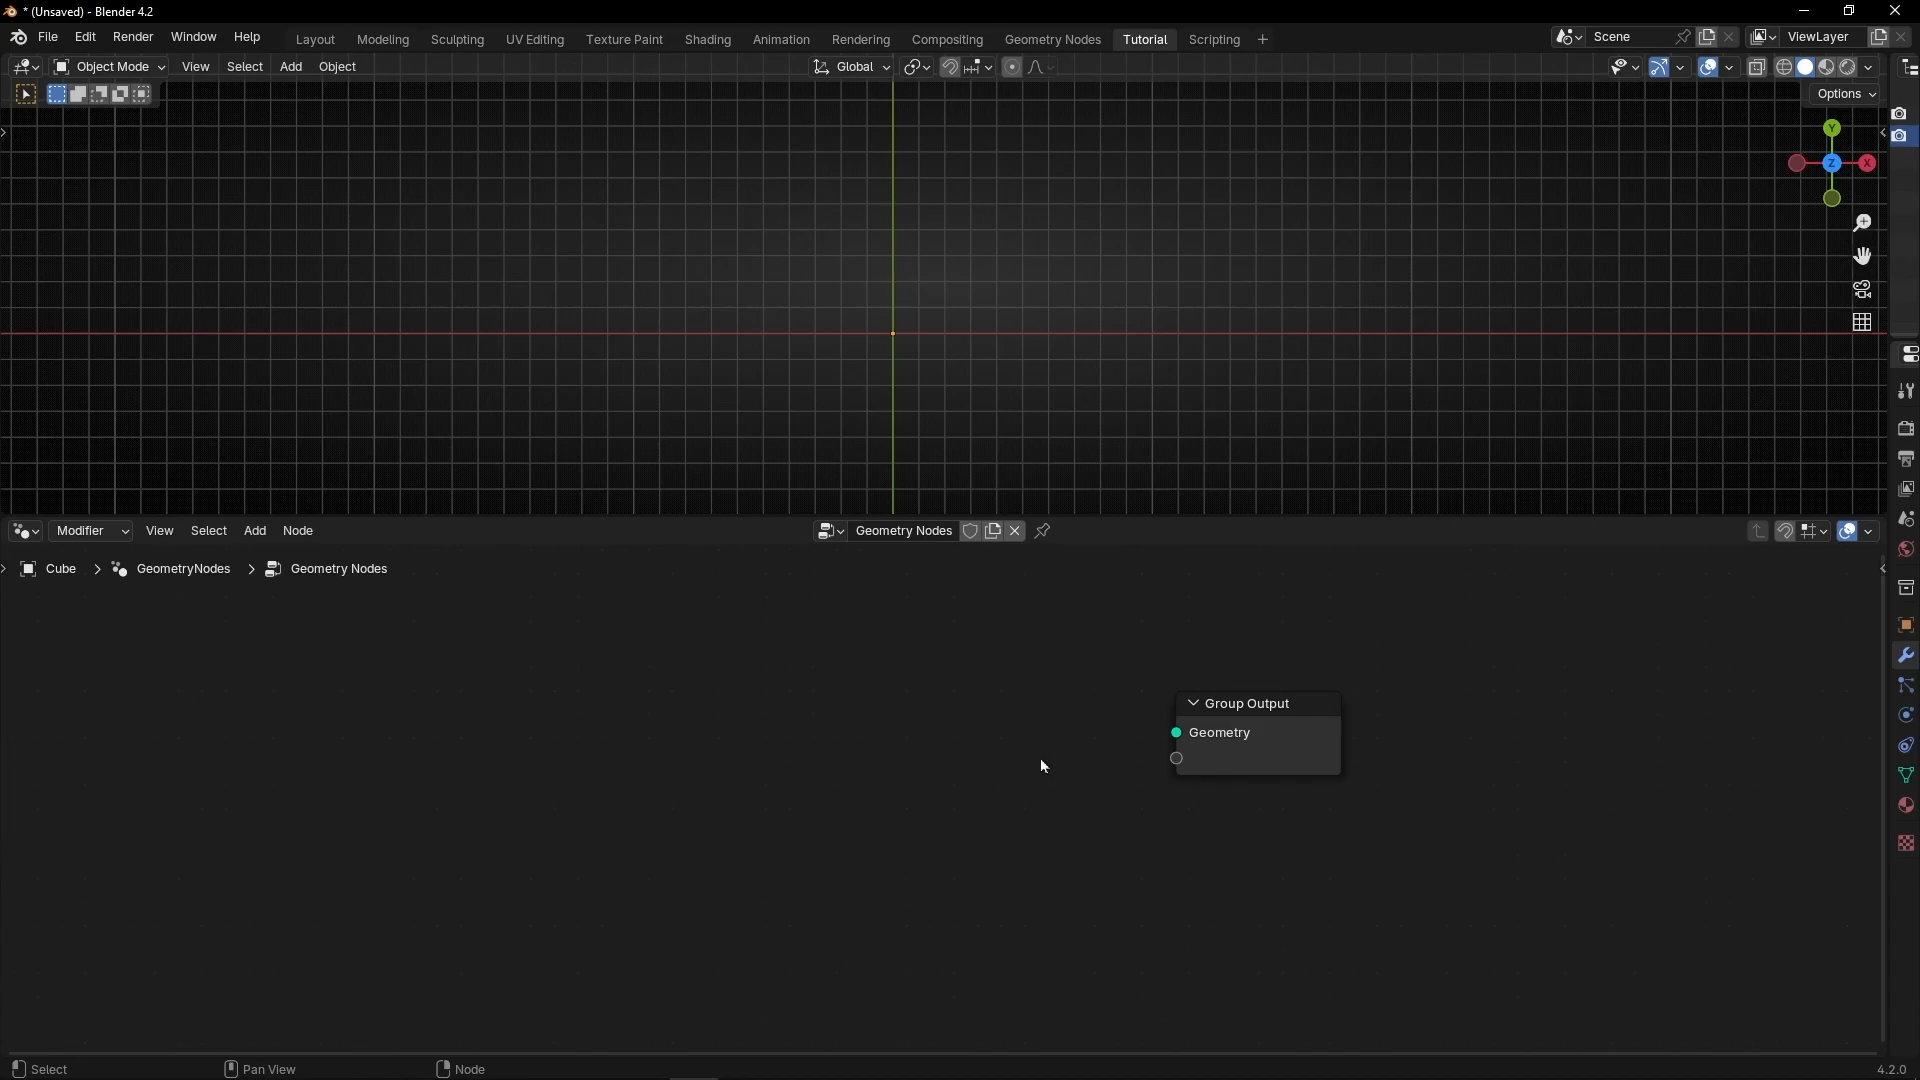 * (Unsaved) - Blender 4.2
File Edit Render Window Help Layout Modeling Sculpting UV Editing Texture Paint Shading Animation Rendering Compositing Geometry Nodes Tutorial Scripting + Scene ViewLayer
Object Mode View Select Add Object Global
Options
Y
Z X
Modifier View Select Add Node Geometry Nodes
Cube > GeometryNodes > Geometry Nodes
Group Output
Geometry
Select Pan View Node 4.2.0